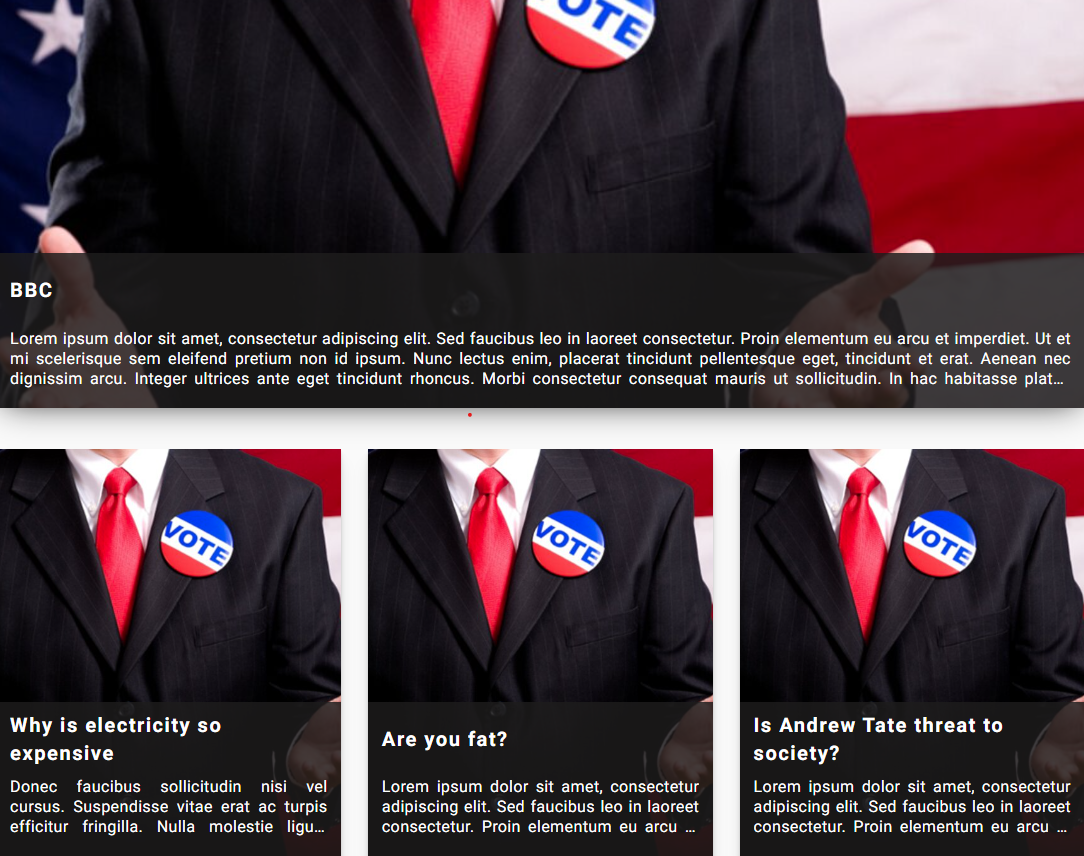 VOTE
BBC
Lorem ipsum dolor sit amet, consectetur adipiscing elit. Sed faucibus leo in laoreet consectetur. Proin elementum eu arcu et imperdiet. Ut et
mi scelerisque sem eleifend pretium non id ipsum. Nunc lectus enim, placerat tincidunt pellentesque eget, tincidunt et erat. Aenean nec
dignissim arcu. Integer ultrices ante eget tincidunt rhoncus. Morbi consectetur consequat mauris ut sollicitudin. In hac habitasse plat…
VOTE
Why is electricity so
expensive
Donec faucibus sollicitudin nisi vel
cursus. Suspendisse vitae erat ac turpis
efficitur fringilla. Nulla molestie ligu…
VOTE
Are you fat?
Lorem ipsum dolor sit amet, consectetur
adipiscing elit. Sed faucibus leo in laoreet
consectetur. Proin elementum eu arcu …
VOTE
Is Andrew Tate threat to
society?
Lorem ipsum dolor sit amet, consectetur
adipiscing elit. Sed faucibus leo in laoreet
consectetur. Proin elementum eu arcu …